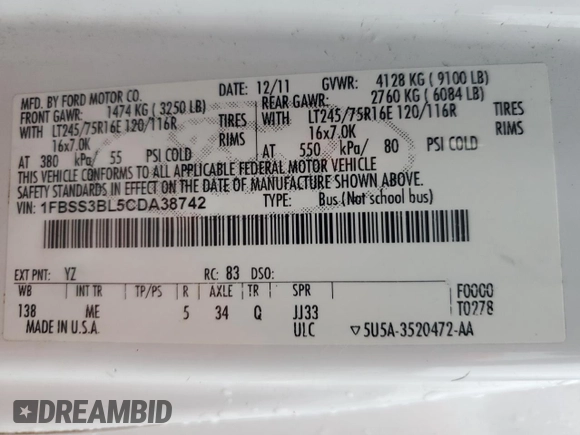 MFD. BY FORD MOTOR CO. DATE: 12/11 GVWR: 4128 KG ( 9100 LB)
FRONT GAWR: 1474 KG ( 3250 LB) REAR GAWR: 2760 KG ( 6084 LB)
WITH LT245/75R16E 120/116R TIRES WITH LT245/75R16E 120/116R TIRES
16x7.0K RIMS 16x7.0K RIMS
AT 380 kPa/ 55 PSI COLD AT 550 kPa/ 80 PSI COLD
THIS VEHICLE CONFORMS TO ALL APPLICABLE FEDERAL MOTOR VEHICLE
SAFETY STANDARDS IN EFFECT ON THE DATE OF MANUFACTURE SHOWN ABOVE.
VIN: 1FBSS3BL5CDA38742 TYPE: Bus (Not school bus)
EXT PNT: YZ RC: 83 DSO:
WB INT TR TP/PS R AXLE TR SPR F0000
138 ME 5 34 Q JJ33 T0278
MADE IN U.S.A. ULC ▽5U5A-3520472-AA
DREAMBID